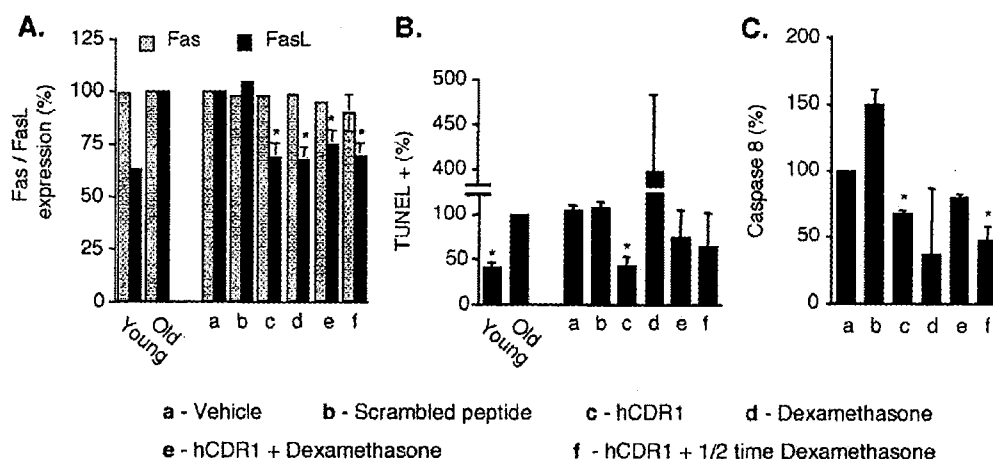 A.
Fas FasL
Fas / FasL
expression (%)
125
100
75
50
25
0
* * * *
Young Old a b c d e f
B.
TUNEL + (%)
500
450
400
100
50
0
* *
Young Old a b c d e f
C.
Caspase 8 (%)
200
150
100
50
0
* *
a b c d e f
a - Vehicle b - Scrambled peptide c - hCDR1 d - Dexamethasone
e - hCDR1 + Dexamethasone f - hCDR1 + 1/2 time Dexamethasone